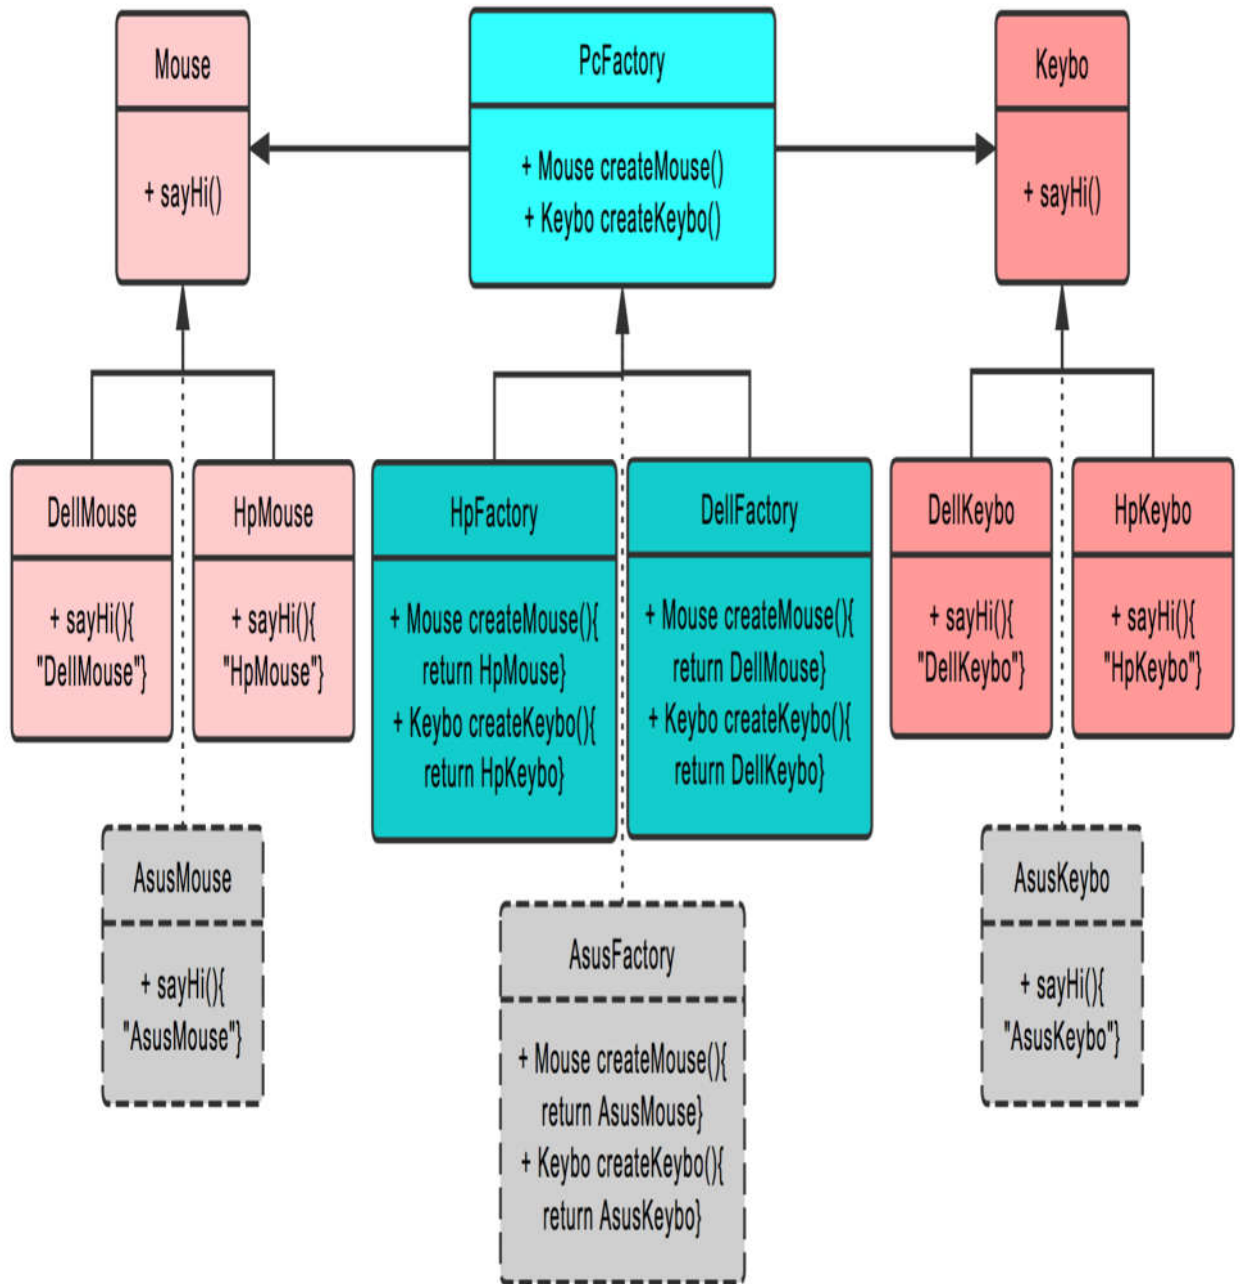 Mouse
+ sayHi()
PcFactory
+ Mouse createMouse()
+ Keybo createKeybo()
Keybo
+ sayHi()
DellMouse
+ sayHi(){
"DellMouse"}
HpMouse
+ sayHi(){
"HpMouse"}
HpFactory
+ Mouse createMouse(){
return HpMouse}
+ Keybo createKeybo(){
return HpKeybo}
DellFactory
+ Mouse createMouse(){
return DellMouse}
+ Keybo createKeybo(){
return DellKeybo}
DellKeybo
+ sayHi(){
"DellKeybo"}
HpKeybo
+ sayHi(){
"HpKeybo"}
AsusMouse
+ sayHi(){
"AsusMouse"}
AsusFactory
+ Mouse createMouse(){
return AsusMouse}
+ Keybo createKeybo(){
return AsusKeybo}
AsusKeybo
+ sayHi(){
"AsusKeybo"}